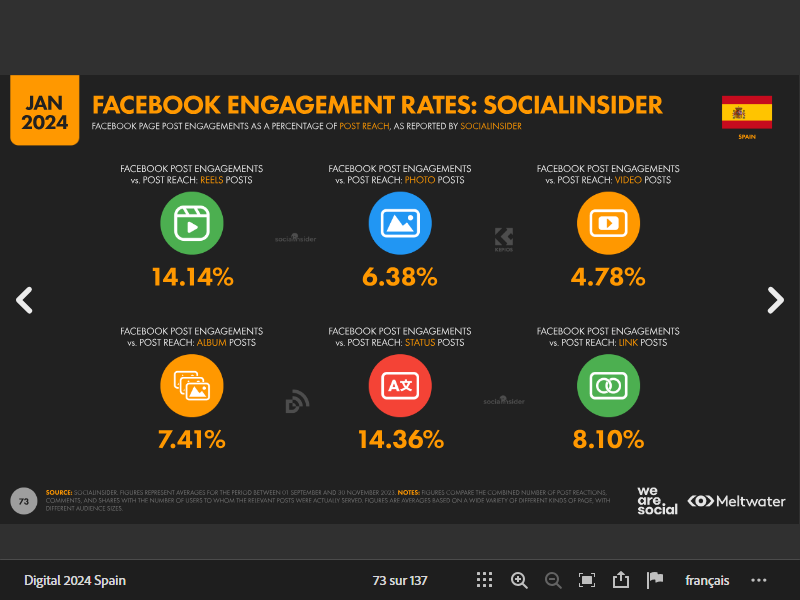 JAN
2024
FACEBOOK ENGAGEMENT RATES: SOCIALINSIDER
FACEBOOK PAGE POST ENGAGEMENTS AS A PERCENTAGE OF POST REACH, AS REPORTED BY SOCIALINSIDER
SPAIN
FACEBOOK POST ENGAGEMENTS
vs. POST REACH: REELS POSTS
14.14%
FACEBOOK POST ENGAGEMENTS
vs. POST REACH: PHOTO POSTS
6.38%
FACEBOOK POST ENGAGEMENTS
vs. POST REACH: VIDEO POSTS
4.78%
socialinsider
KEPIOS
FACEBOOK POST ENGAGEMENTS
vs. POST REACH: ALBUM POSTS
7.41%
FACEBOOK POST ENGAGEMENTS
vs. POST REACH: STATUS POSTS
A文
14.36%
FACEBOOK POST ENGAGEMENTS
vs. POST REACH: LINK POSTS
8.10%
socialinsider
73
SOURCE: SOCIALINSIDER. FIGURES REPRESENT AVERAGES FOR THE PERIOD BETWEEN 01 SEPTEMBER AND 30 NOVEMBER 2023. NOTES: FIGURES COMPARE THE COMBINED NUMBER OF POST REACTIONS,
COMMENTS, AND SHARES WITH THE NUMBER OF USERS TO WHOM THE RELEVANT POSTS WERE ACTUALLY SERVED. FIGURES ARE AVERAGES BASED ON A WIDE VARIETY OF DIFFERENT KINDS OF PAGE, WITH
DIFFERENT AUDIENCE SIZES.
we
are
social
Meltwater
Digital 2024 Spain
73 sur 137
français